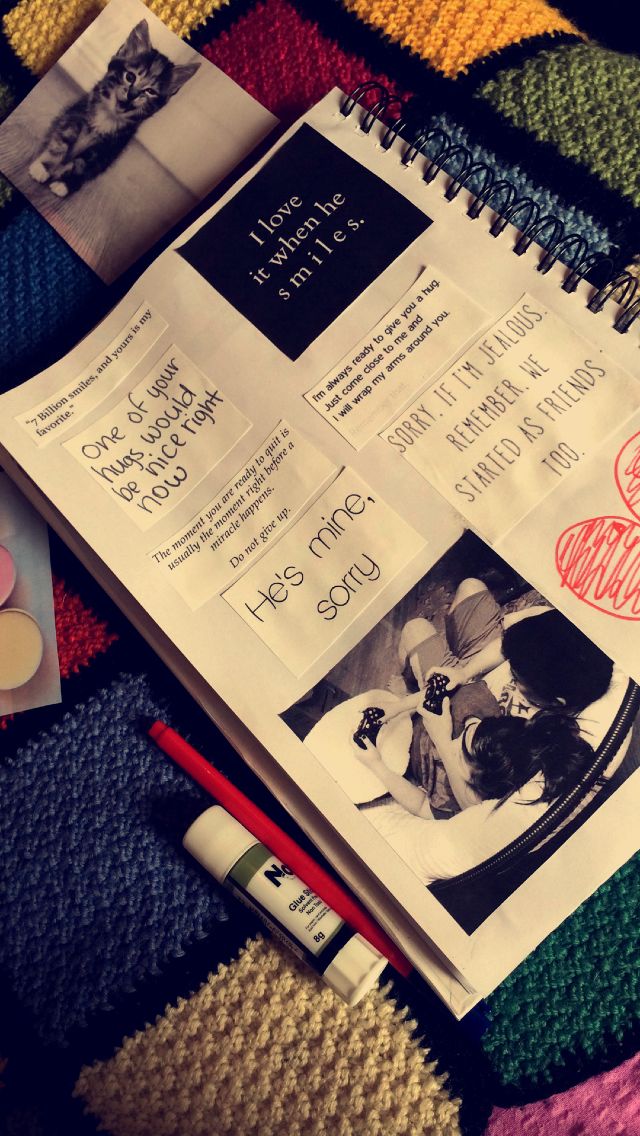 I love
it when he
s m i l e s.
"7 Billion smiles, and yours is my
favorite."
one of your
hugs would
be nice right
now
I'm always ready to give you a hug.
Just come close to me and
I will wrap my arms around you.
SORRY. IF I'M JEALOUS.
REMEMBER. WE
STARTED AS FRIENDS
TOO.
The moment you are ready to quit is
usually the moment right before a
miracle happens.
Do not give up.
He's mine,
sorry
Glue
Solvent
Non
8g